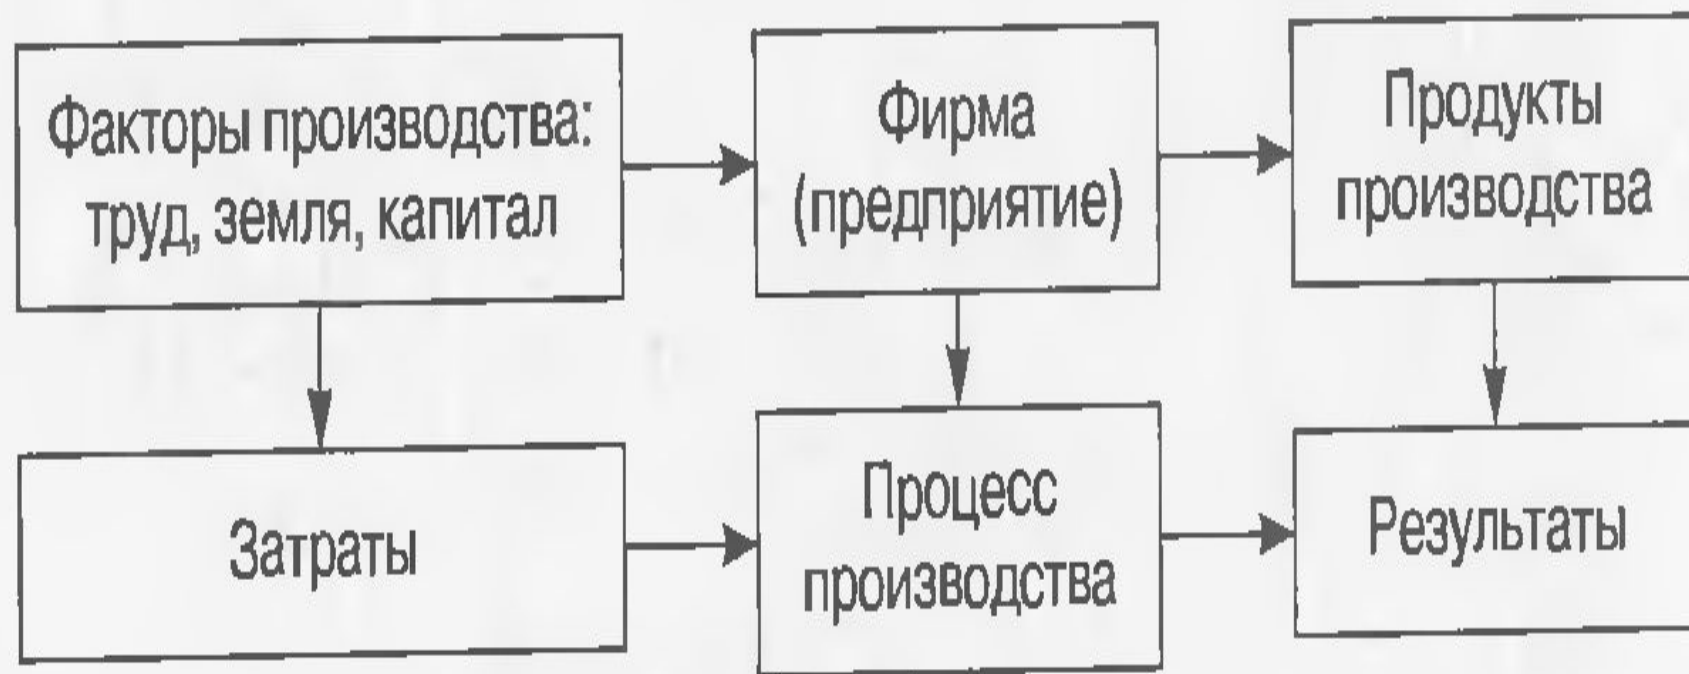 Факторы производства:
труд, земля, капитал
Фирма
(предприятие)
Продукты
производства
Затраты
Процесс
производства
Результаты